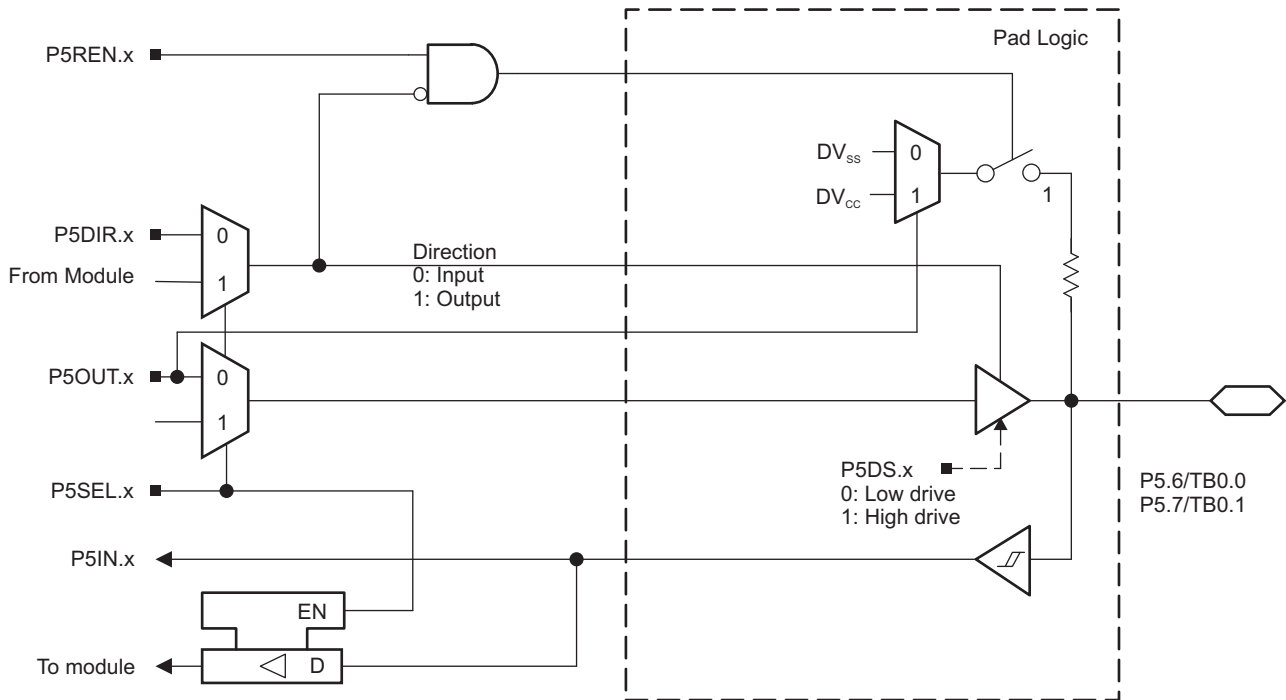 P5REN.x
Pad Logic
DVSS
0
DVCC
1
1
P5DIR.x
0
From Module
1
Direction
0: Input
1: Output
P5OUT.x
0
1
P5DS.x
0: Low drive
1: High drive
P5.6/TB0.0
P5.7/TB0.1
P5SEL.x
P5IN.x
EN
To module
D